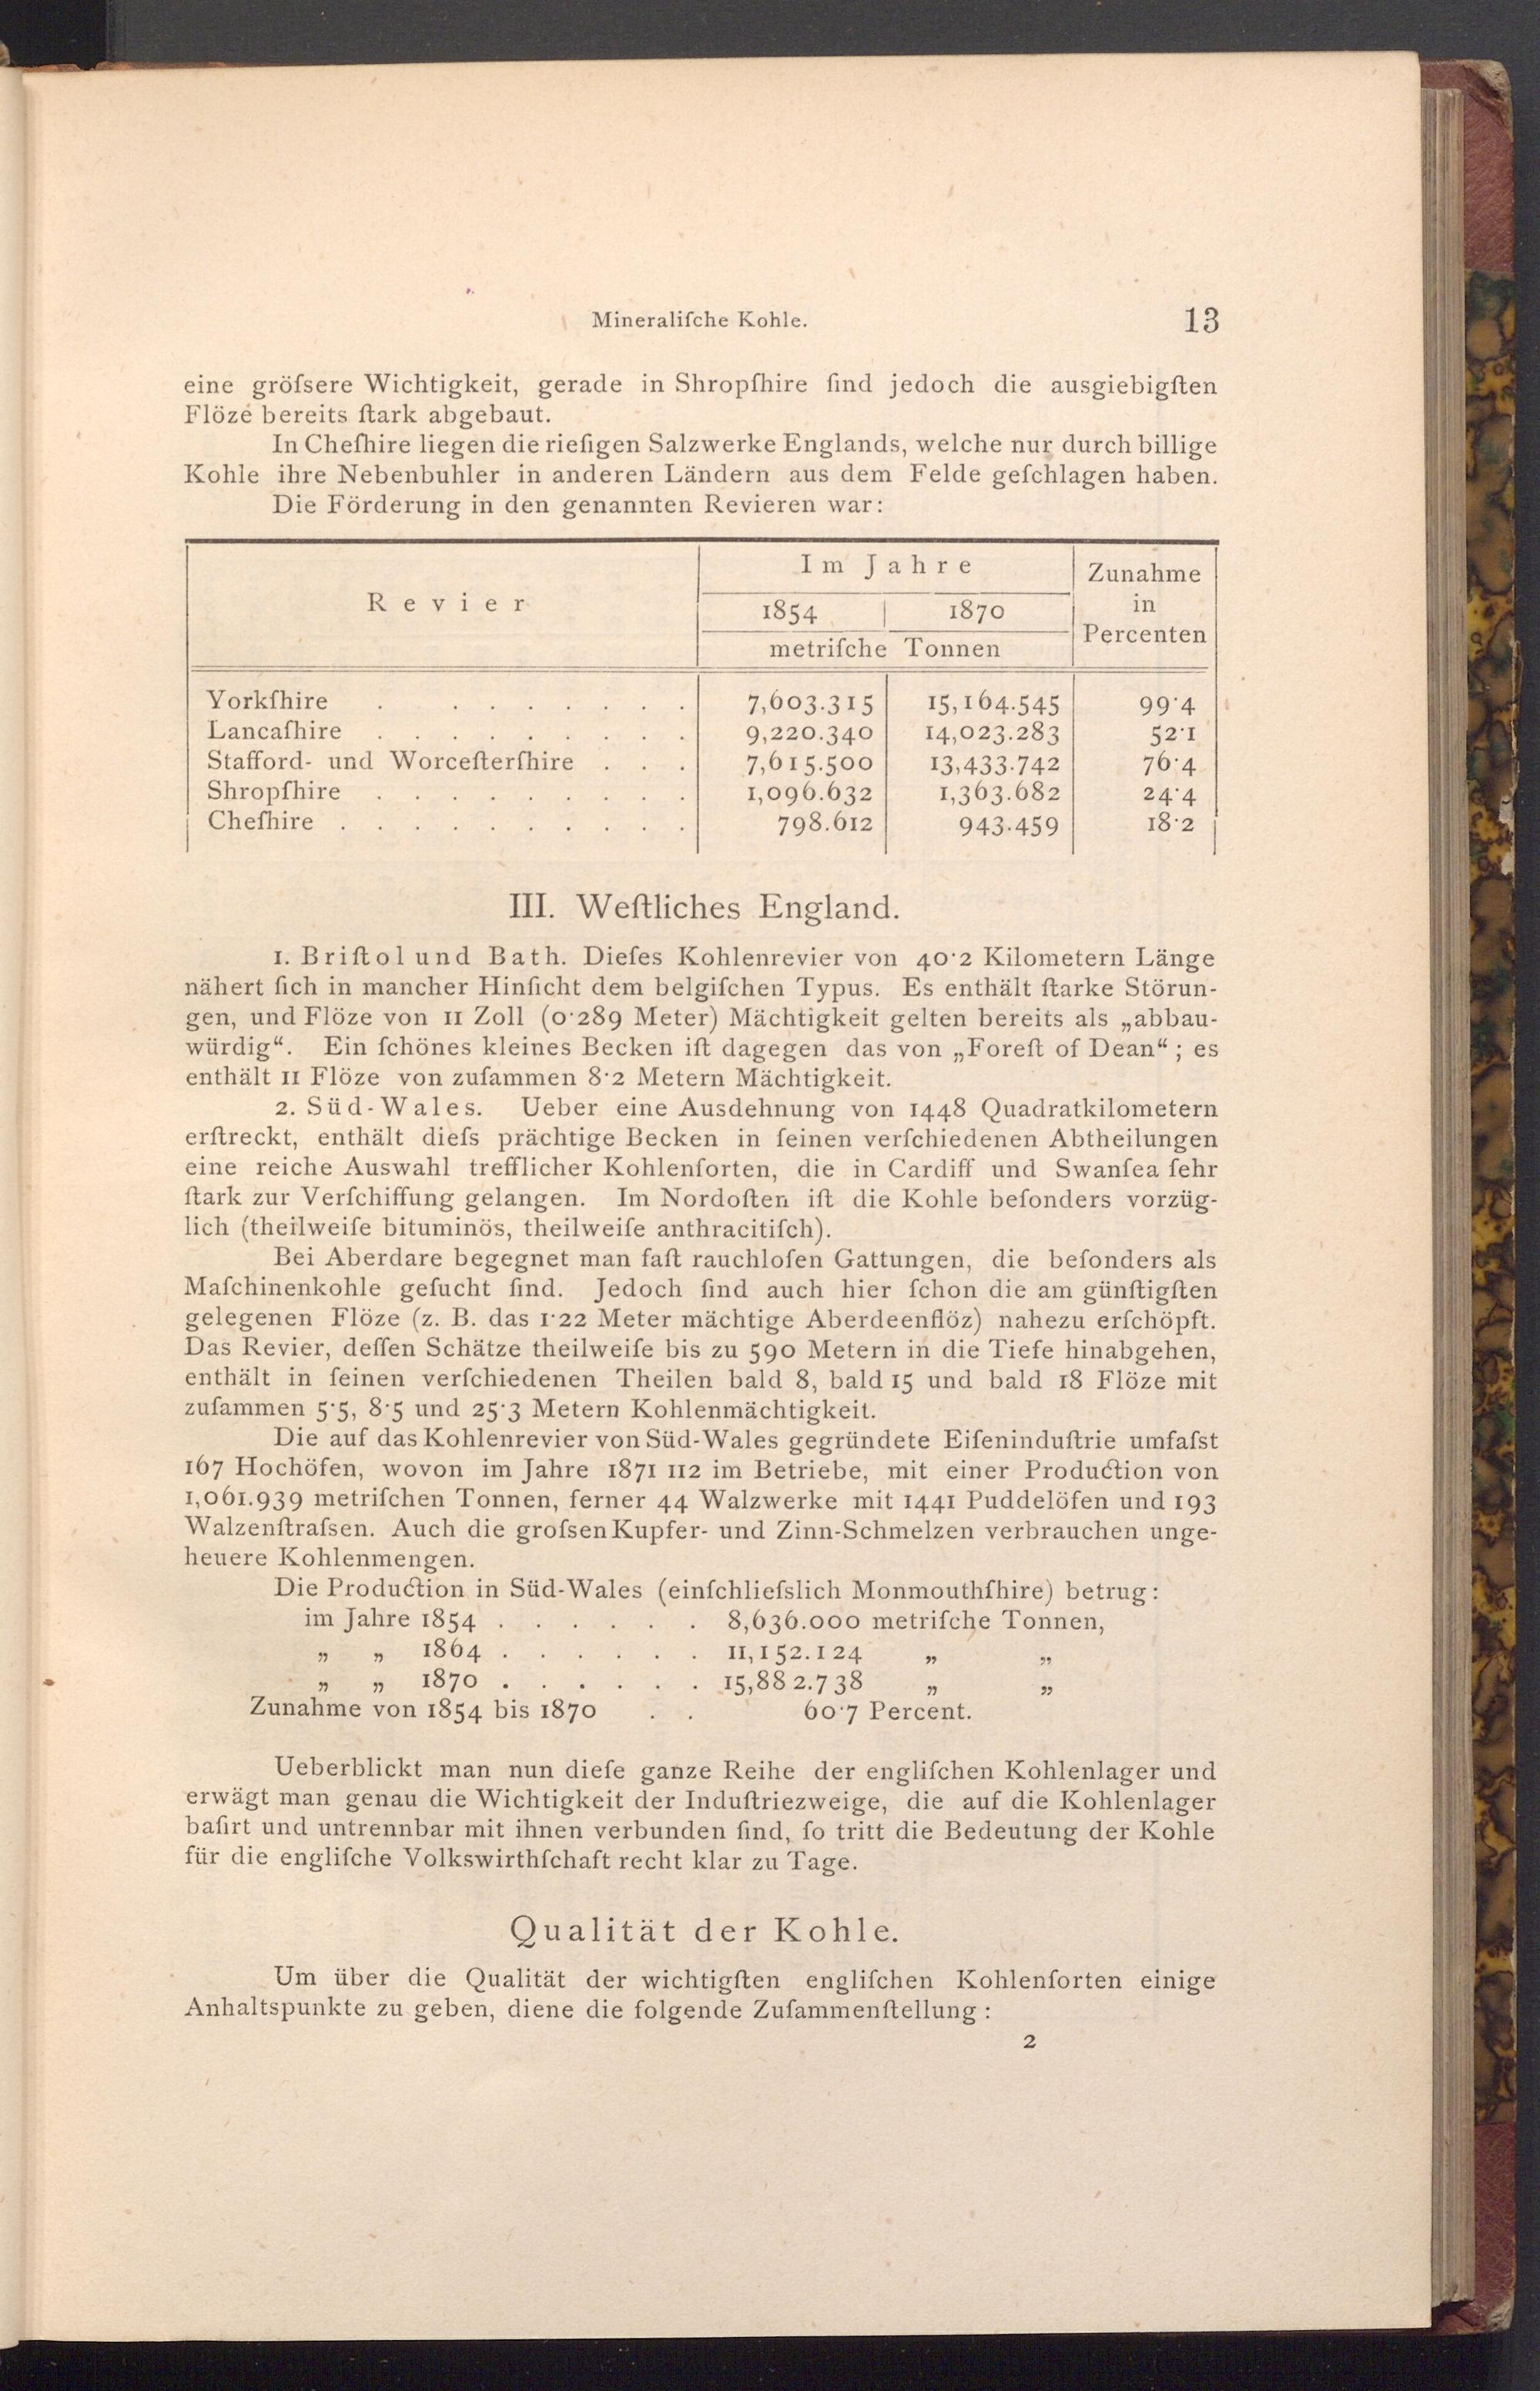 Mineraliſche Kohle. 13
eine gröſsere Wichtigkeit, gerade in Shropſhire ſind jedoch die ausgiebigſten
Flöze bereits ſtark abgebaut.
In Cheſhire liegen die rieſigen Salzwerke Englands, welche nur durch billige
Kohle ihre Nebenbuhler in anderen Ländern aus dem Felde geſchlagen haben.
Die Förderung in den genannten Revieren war:
Revier
Im Jahre
1854 1870
metriſche Tonnen
Zunahme
in
Percenten
Yorkſhire . . . . . . . . 7,603.315 15,164.545 99·4
Lancaſhire . . . . . . . . . 9,220.340 14,023.283 52·1
Stafford- und Worceſterſhire . . . 7,615.500 13,433.742 76·4
Shropſhire . . . . . . . . . 1,096.632 1,363.682 24·4
Cheſhire . . . . . . . . . . 798.612 943.459 18·2
III. Weſtliches England.
1. Briſtol und Bath. Dieſes Kohlenrevier von 40·2 Kilometern Länge
nähert ſich in mancher Hinſicht dem belgiſchen Typus. Es enthält ſtarke Störun-
gen, und Flöze von 11 Zoll (0·289 Meter) Mächtigkeit gelten bereits als „abbau-
würdig“. Ein ſchönes kleines Becken iſt dagegen das von „Foreſt of Dean“; es
enthält 11 Flöze von zuſammen 8·2 Metern Mächtigkeit.
2. Süd-Wales. Ueber eine Ausdehnung von 1448 Quadratkilometern
erſtreckt, enthält dieſs prächtige Becken in ſeinen verſchiedenen Abtheilungen
eine reiche Auswahl trefflicher Kohlenſorten, die in Cardiff und Swanſea ſehr
ſtark zur Verſchiffung gelangen. Im Nordoſten iſt die Kohle beſonders vorzüg-
lich (theilweiſe bituminös, theilweiſe anthracitiſch).
Bei Aberdare begegnet man faſt rauchloſen Gattungen, die beſonders als
Maſchinenkohle geſucht ſind. Jedoch ſind auch hier ſchon die am günſtigſten
gelegenen Flöze (z. B. das 1·22 Meter mächtige Aberdeenflöz) nahezu erſchöpft.
Das Revier, deſſen Schätze theilweiſe bis zu 590 Metern in die Tiefe hinabgehen,
enthält in ſeinen verſchiedenen Theilen bald 8, bald 15 und bald 18 Flöze mit
zuſammen 5·5, 8·5 und 25·3 Metern Kohlenmächtigkeit.
Die auf das Kohlenrevier von Süd-Wales gegründete Eiſeninduſtrie umfaſst
167 Hochöfen, wovon im Jahre 1871 112 im Betriebe, mit einer Production von
1,061.939 metriſchen Tonnen, ferner 44 Walzwerke mit 1441 Puddelöfen und 193
Walzenſtraſsen. Auch die groſsen Kupfer- und Zinn-Schmelzen verbrauchen unge-
heuere Kohlenmengen.
Die Production in Süd-Wales (einſchlieſslich Monmouthſhire) betrug:
im Jahre 1854 . . . . . . 8,636.000 metriſche Tonnen,
„ „ 1864 . . . . . . 11,152.124 „ „
„ „ 1870 . . . . . . 15,882.738 „ „
Zunahme von 1854 bis 1870 . . 60·7 Percent.
Ueberblickt man nun dieſe ganze Reihe der engliſchen Kohlenlager und
erwägt man genau die Wichtigkeit der Induſtriezweige, die auf die Kohlenlager
baſirt und untrennbar mit ihnen verbunden ſind, ſo tritt die Bedeutung der Kohle
für die engliſche Volkswirthſchaft recht klar zu Tage.
Qualität der Kohle.
Um über die Qualität der wichtigſten engliſchen Kohlenſorten einige
Anhaltspunkte zu geben, diene die folgende Zuſammenſtellung:
2